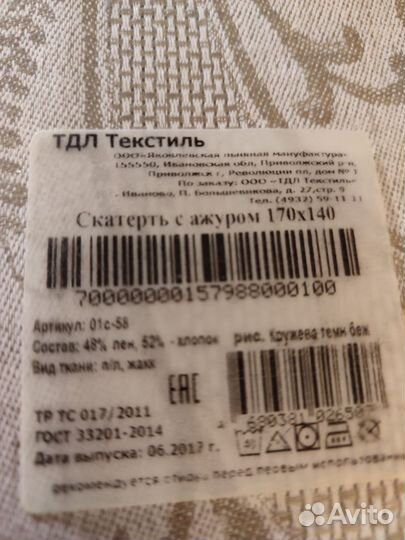 ТДЛ Текстиль
ООО «Яковлевская льняная мануфактура»
155550, Ивановская обл, Приволжский р-н,
Приволжск г, Революции пл, дом № 1
По заказу: ООО «ТДЛ Текстиль»
г. Иваново, П. Большевикова, д. 27, стр. 9
Тел. (4932) 59-11-11
Скатерть с ажуром 170х140
70000000157988000100
Артикул: 01с-58
Состав: 48% лен, 52% - хлопок
рис. Кружева темн беж
Вид ткани: п/л, жакк
ЕАС
ТР ТС 017/2011
ГОСТ 33201-2014
Дата выпуска: 06.2017 г.
рекомендуется стирка перед первым использованием
Avito